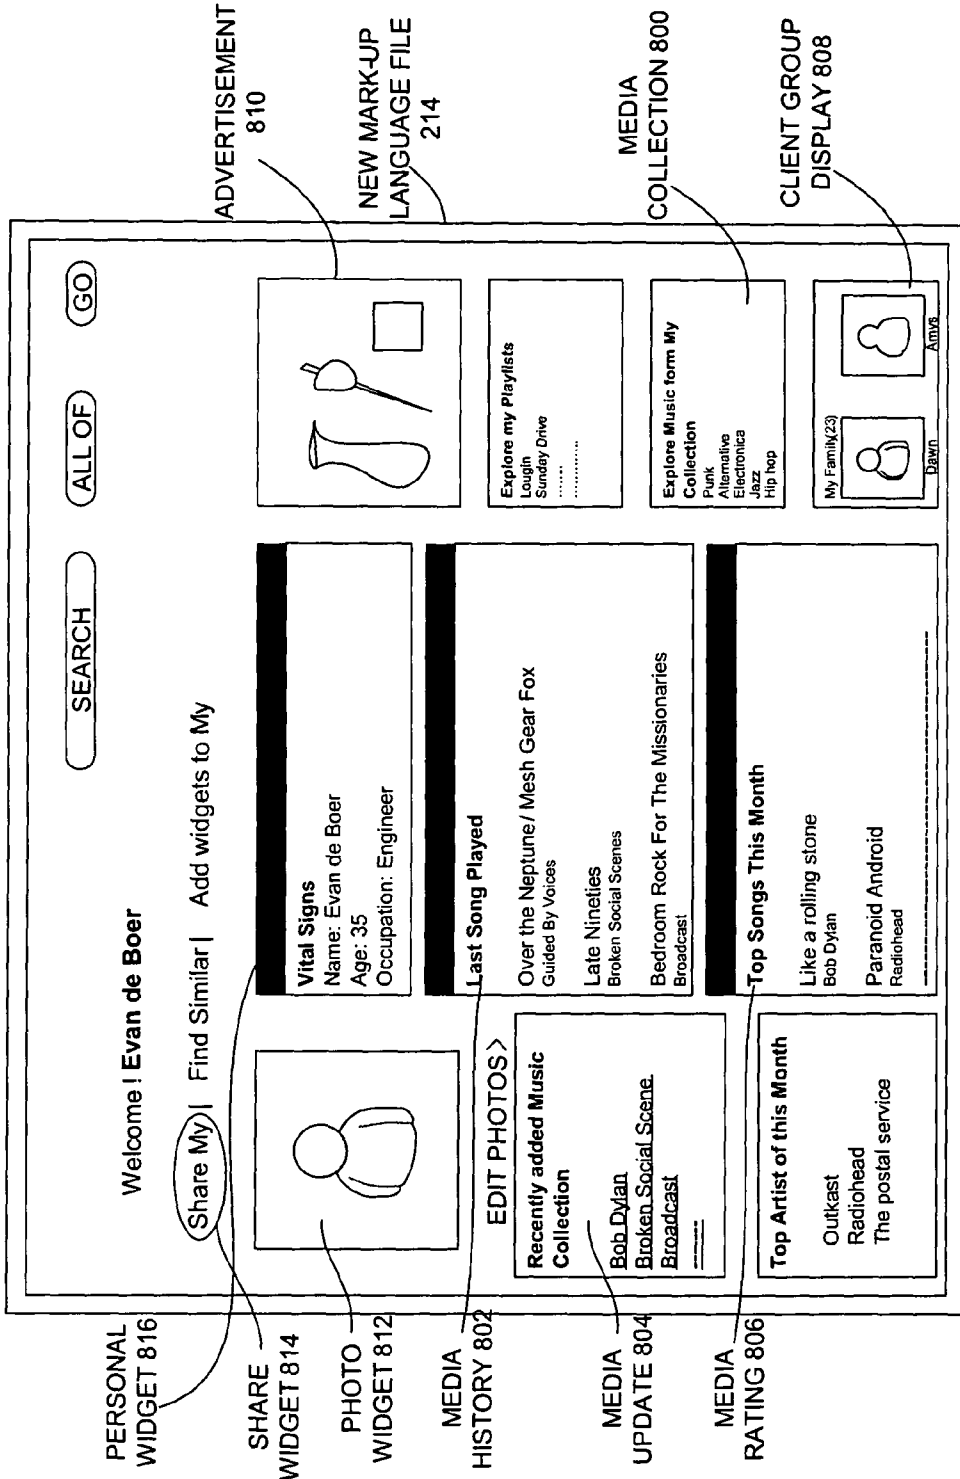 SEARCH
ALL OF
GO
Welcome! Evan de Boer
Share My | Find Similar | Add widgets to My
EDIT PHOTOS>
Recently added Music
Collection
Bob Dylan
Broken Social Scene
Broadcast
Top Artist of this Month
Outkast
Radiohead
The postal service
Vital Signs
Name: Evan de Boer
Age: 35
Occupation: Engineer
Last Song Played
Over the Neptune/ Mesh Gear Fox
Guided By Voices
Late Nineties
Broken Social Scenes
Bedroom Rock For The Missionaries
Broadcast
Top Songs This Month
Like a rolling stone
Bob Dylan
Paranoid Android
Radiohead
Explore my Playlists
Lougin
Sunday Drive
Explore Music form My
Collection
Punk
Alternative
Electronica
Jazz
Hip hop
My Family(23)
Dawn
Amys
PERSONAL
WIDGET 816
SHARE
WIDGET 814
PHOTO
WIDGET 812
MEDIA
HISTORY 802
MEDIA
UPDATE 804
MEDIA
RATING 806
ADVERTISEMENT
810
NEW MARK-UP
LANGUAGE FILE
214
MEDIA
COLLECTION 800
CLIENT GROUP
DISPLAY 808